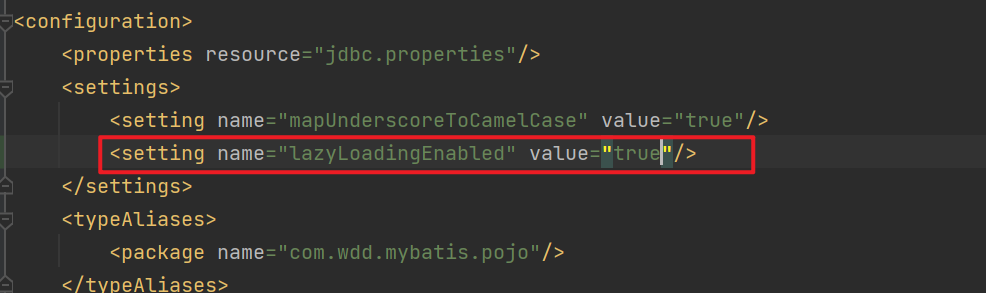 <configuration>
<properties resource="jdbc.properties"/>
<settings>
<setting name="mapUnderscoreToCamelCase" value="true"/>
<setting name="lazyLoadingEnabled" value="true"/>
</settings>
<typeAliases>
<package name="com.wdd.mybatis.pojo"/>
</typeAliases>